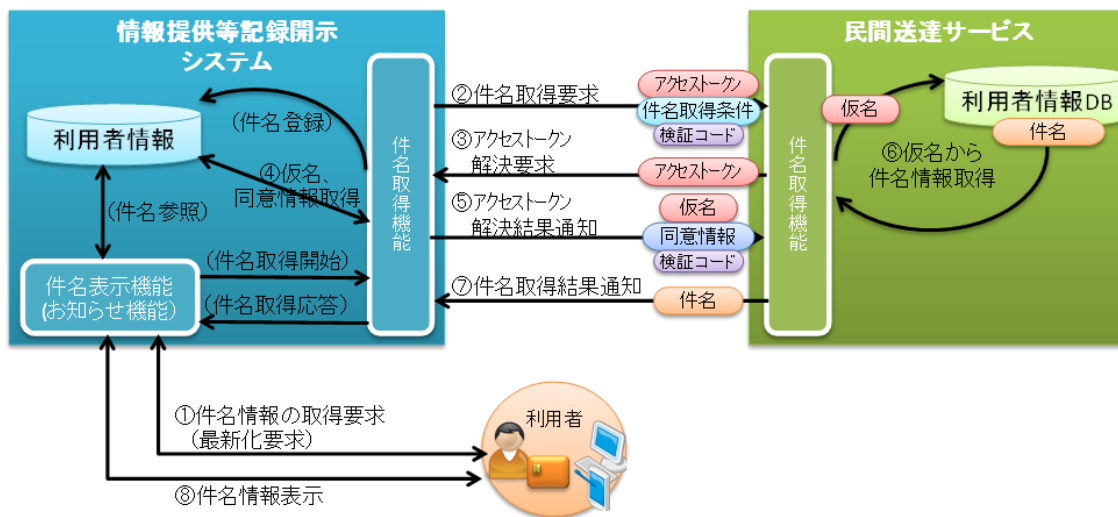 情報提供等記録開示
システム
利用者情報
(件名登録)
④仮名、
同意情報取得
(件名参照)
件名表示機能
(お知らせ機能)
(件名取得開始)
(件名取得応答)
件名取得機能
②件名取得要求
アクセストークン
件名取得条件
検証コード
③アクセストークン
解決要求
アクセストークン
⑤アクセストークン
解決結果通知
仮名
同意情報
検証コード
⑦件名取得結果通知
件名
民間送達サービス
件名取得機能
仮名
利用者情報DB
件名
⑥仮名から
件名情報取得
①件名情報の取得要求
(最新化要求)
⑧件名情報表示
利用者